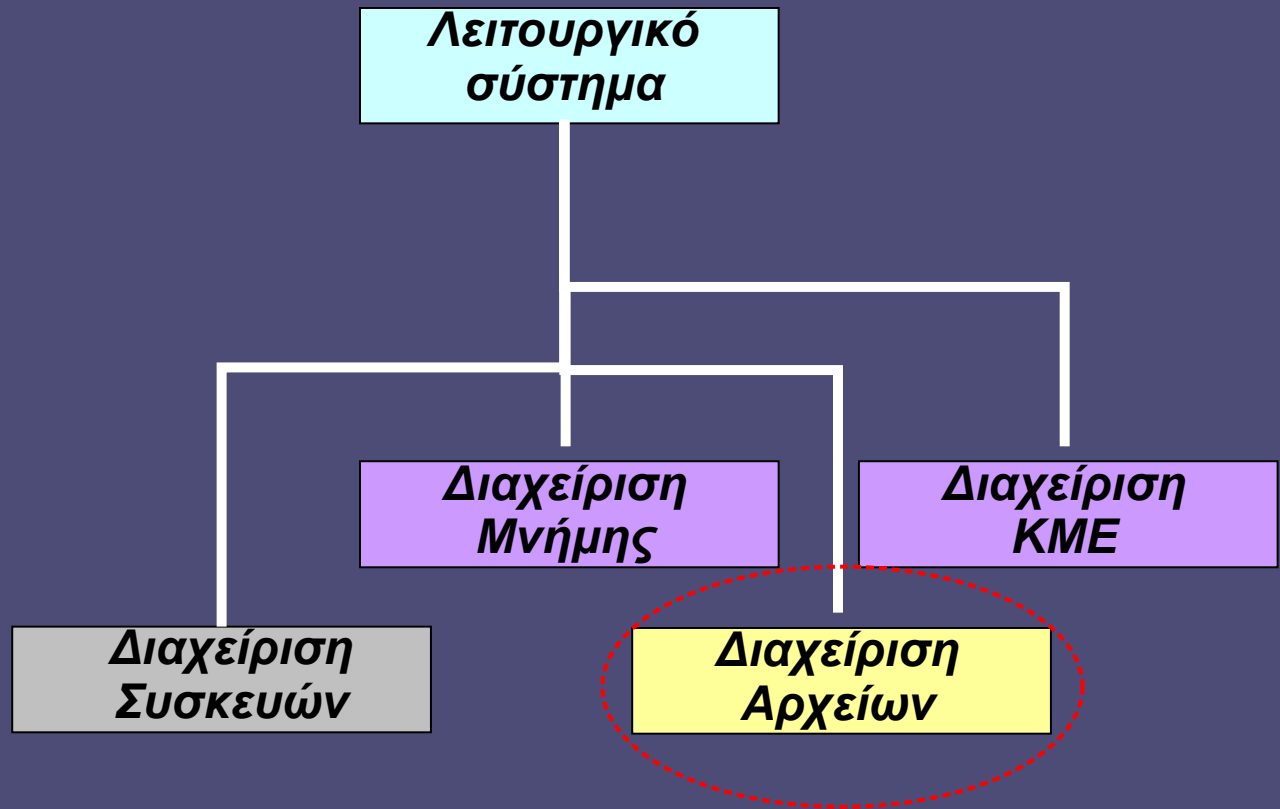 Λειτουργικό
σύστημα
Διαχείριση
Μνήμης
Διαχείριση
ΚΜΕ
Διαχείριση
Συσκευών
Διαχείριση
Αρχείων